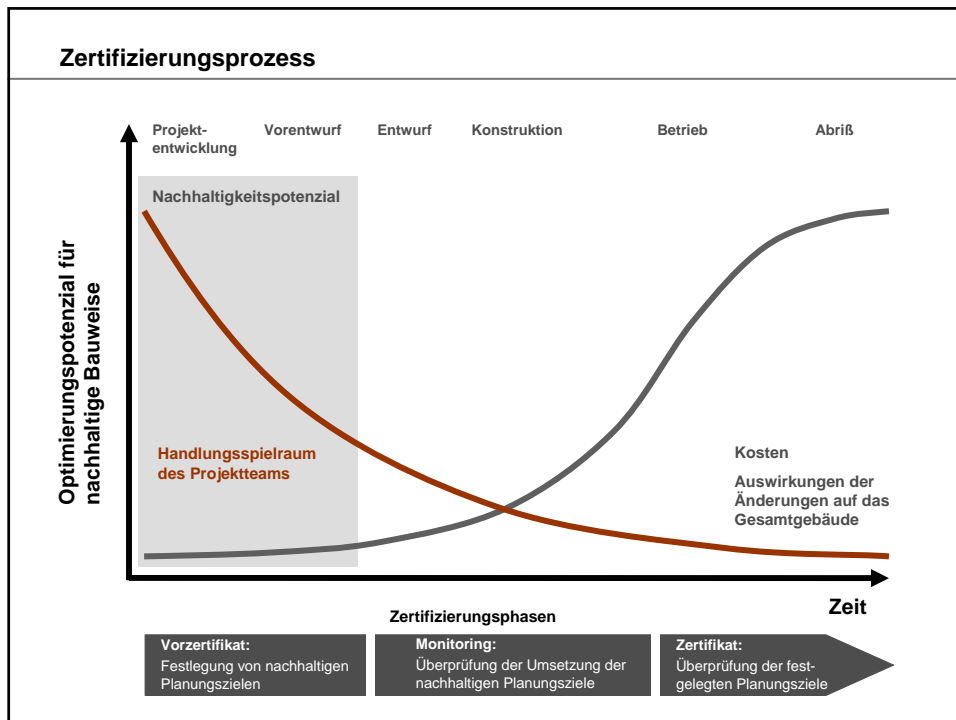 Zertifizierungsprozess
Projekt-
entwicklung
Vorentwurf
Entwurf
Konstruktion
Betrieb
Abriß
Nachhaltigkeitspotenzial
Optimierungspotenzial für
nachhaltige Bauweise
Handlungsspielraum
des Projektteams
Kosten
Auswirkungen der
Änderungen auf das
Gesamtgebäude
Zeit
Zertifizierungsphasen
Vorzertifikat:
Festlegung von nachhaltigen
Planungszielen
Monitoring:
Überprüfung der Umsetzung der
nachhaltigen Planungsziele
Zertifikat:
Überprüfung der fest-
gelegten Planungsziele